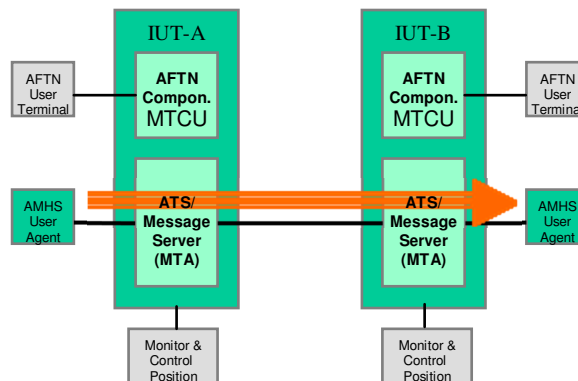 IUT-A
IUT-B
AFTN
User
Terminal
AFTN
Compon.
MTCU
AFTN
Compon.
MTCU
AFTN
User
Terminal
AMHS
User
Agent
ATS/
Message
Server
(MTA)
ATS/
Message
Server
(MTA)
AMHS
User
Agent
Monitor &
Control
Position
Monitor &
Control
Position